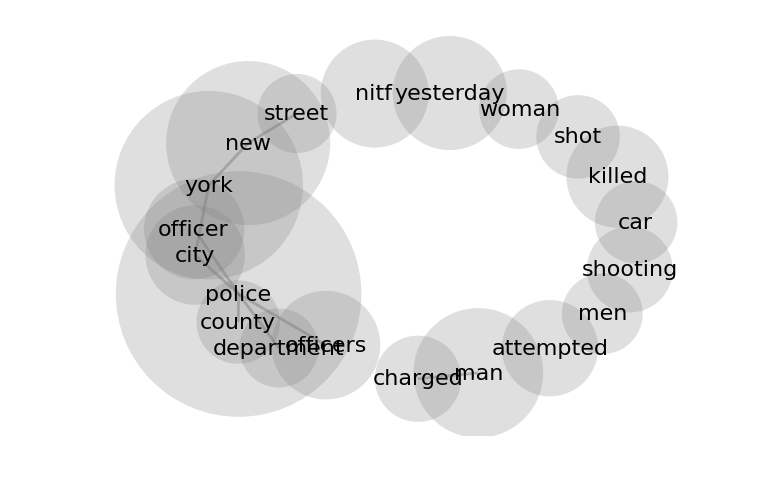 nitf
yesterday
woman
street
shot
new
killed
york
car
officer
city
shooting
police
men
county
department
officers
attempted
charged
man